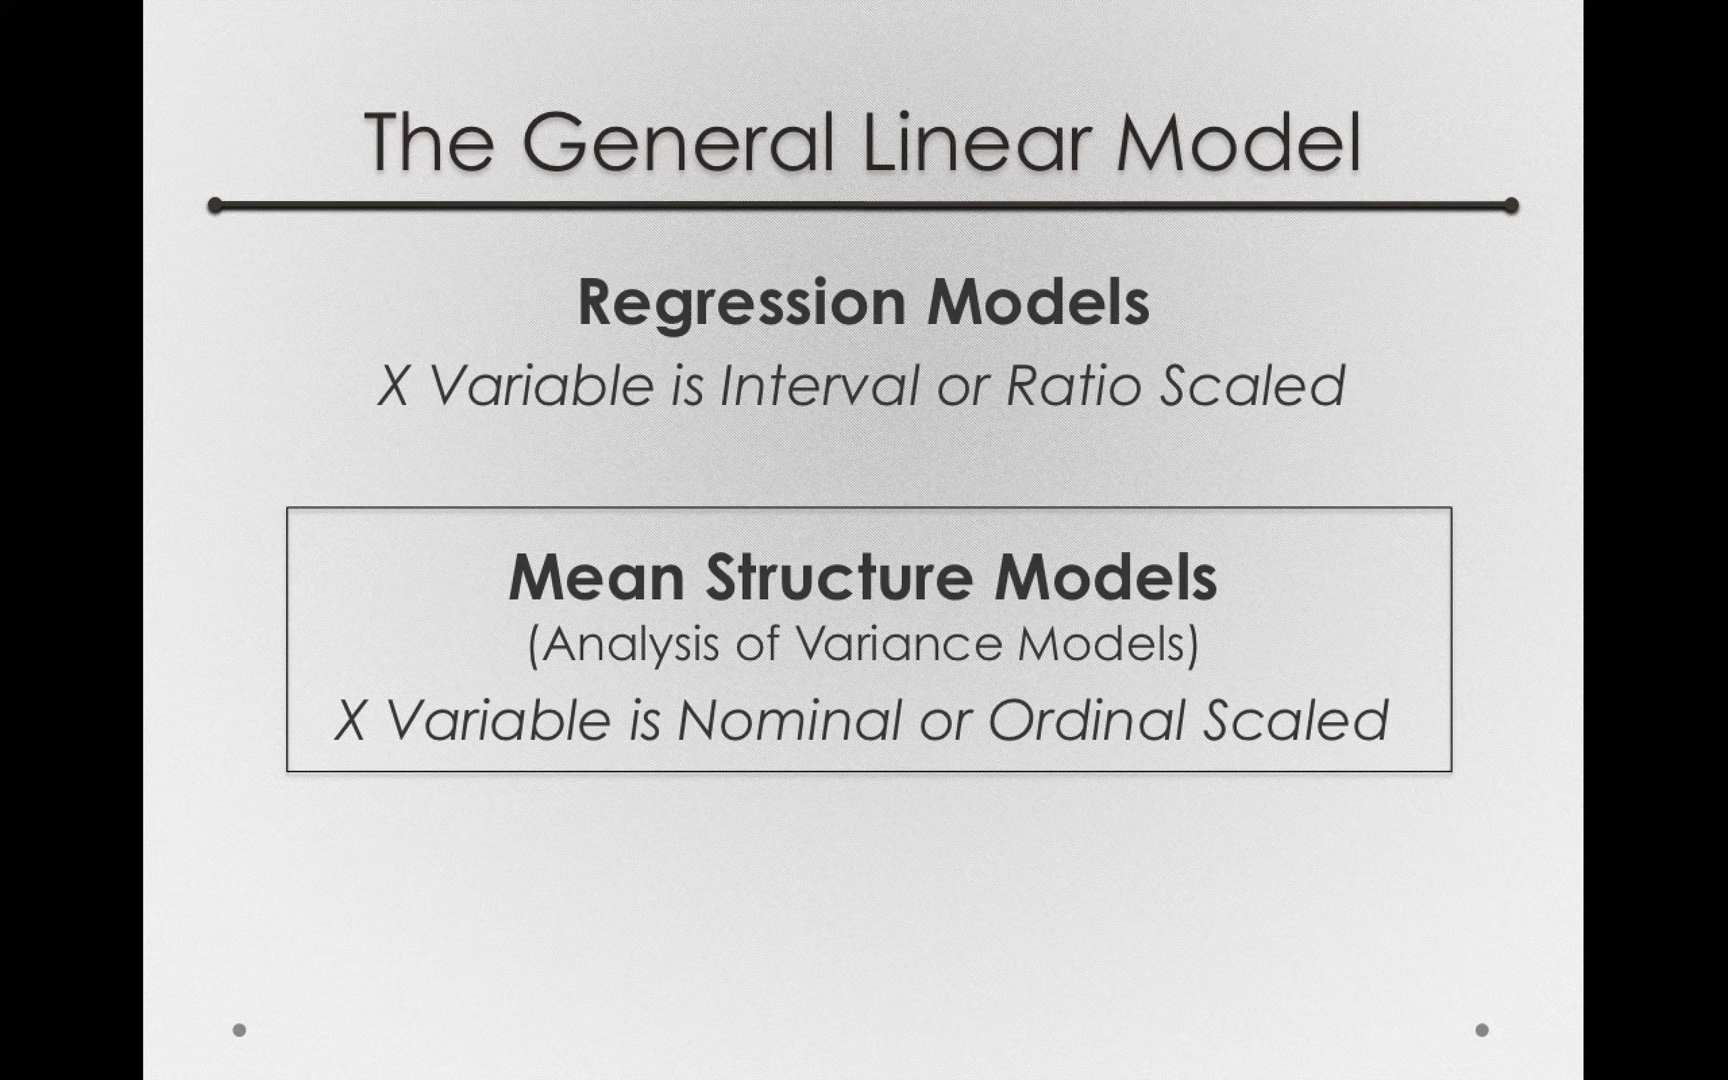 The General Linear Model
Regression Models
X Variable is Interval or Ratio Scaled
Mean Structure Models
(Analysis of Variance Models)
X Variable is Nominal or Ordinal Scaled